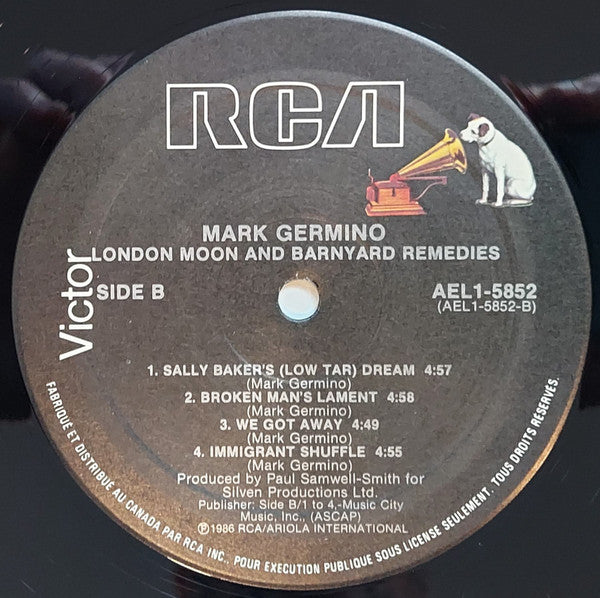 RCA
Victor
MARK GERMINO
LONDON MOON AND BARNYARD REMEDIES
SIDE B
AEL1-5852
(AEL1-5852-B)
1. SALLY BAKER'S (LOW TAR) DREAM 4:57
(Mark Germino)
2. BROKEN MAN'S LAMENT 4:58
(Mark Germino)
3. WE GOT AWAY 4:49
(Mark Germino)
4. IMMIGRANT SHUFFLE 4:55
(Mark Germino)
Produced by Paul Samwell-Smith for
Silven Productions Ltd.
Publisher: Side B/1 to 4,-Music City
Music, Inc., (ASCAP)
Ⓟ1986 RCA/ARIOLA INTERNATIONAL
FABRIQUÉ ET DISTRIBUÉ AU CANADA PAR RCA INC., POUR EXECUTION PUBLIQUE SOUS LICENSE SEULEMENT. TOUS DROITS RESERVES.